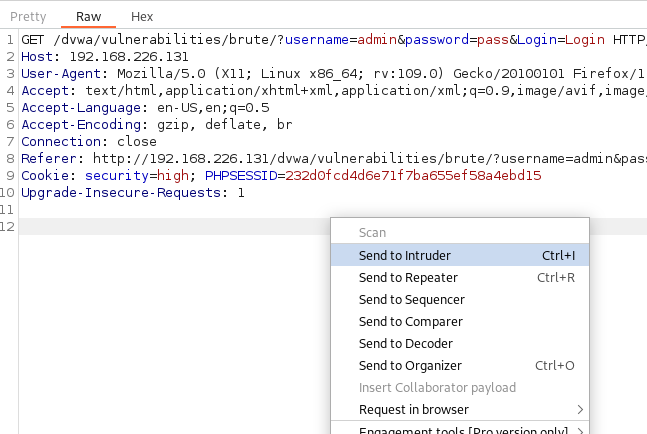 Pretty Raw Hex
1 GET /dvwa/vulnerabilities/brute/?username=admin&password=pass&Login=Login HTTP/
2 Host: 192.168.226.131
3 User-Agent: Mozilla/5.0 (X11; Linux x86_64; rv:109.0) Gecko/20100101 Firefox/1
4 Accept: text/html,application/xhtml+xml,application/xml;q=0.9,image/avif,image,
5 Accept-Language: en-US,en;q=0.5
6 Accept-Encoding: gzip, deflate, br
7 Connection: close
8 Referer: http://192.168.226.131/dvwa/vulnerabilities/brute/?username=admin&pas
9 Cookie: security=high; PHPSESSID=232d0fcd4d6e71f7ba655ef58a4ebd15
10 Upgrade-Insecure-Requests: 1
11
12
Scan
Send to Intruder Ctrl+I
Send to Repeater Ctrl+R
Send to Sequencer
Send to Comparer
Send to Decoder
Send to Organizer Ctrl+O
Insert Collaborator payload
Request in browser
Engagement tools [Pro version only]